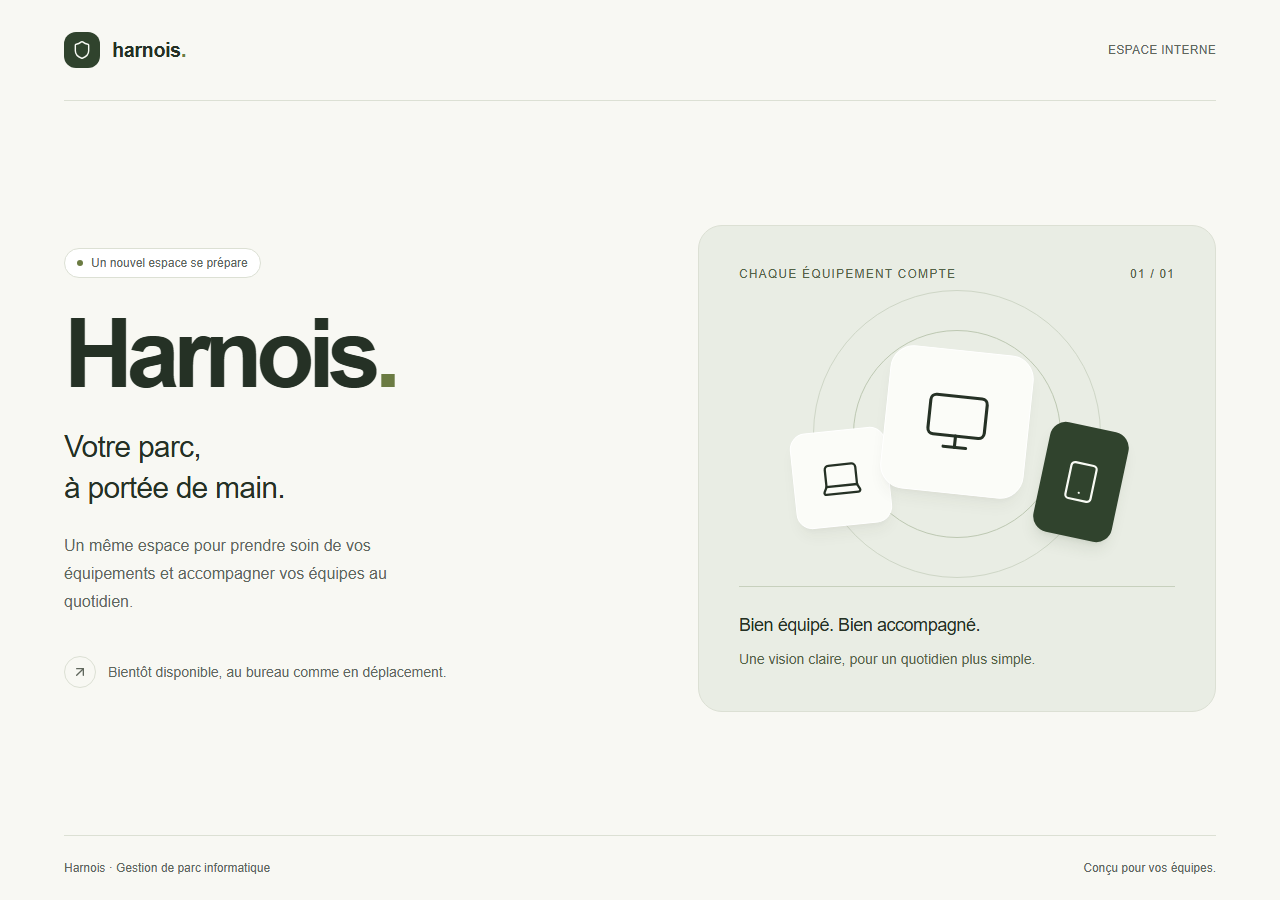 harnois.
ESPACE INTERNE
Un nouvel espace se prépare
Harnois.
Votre parc,
à portée de main.
Un même espace pour prendre soin de vos
équipements et accompagner vos équipes au
quotidien.
Bientôt disponible, au bureau comme en déplacement.
CHAQUE ÉQUIPEMENT COMPTE
01 / 01
Bien équipé. Bien accompagné.
Une vision claire, pour un quotidien plus simple.
Harnois · Gestion de parc informatique
Conçu pour vos équipes.